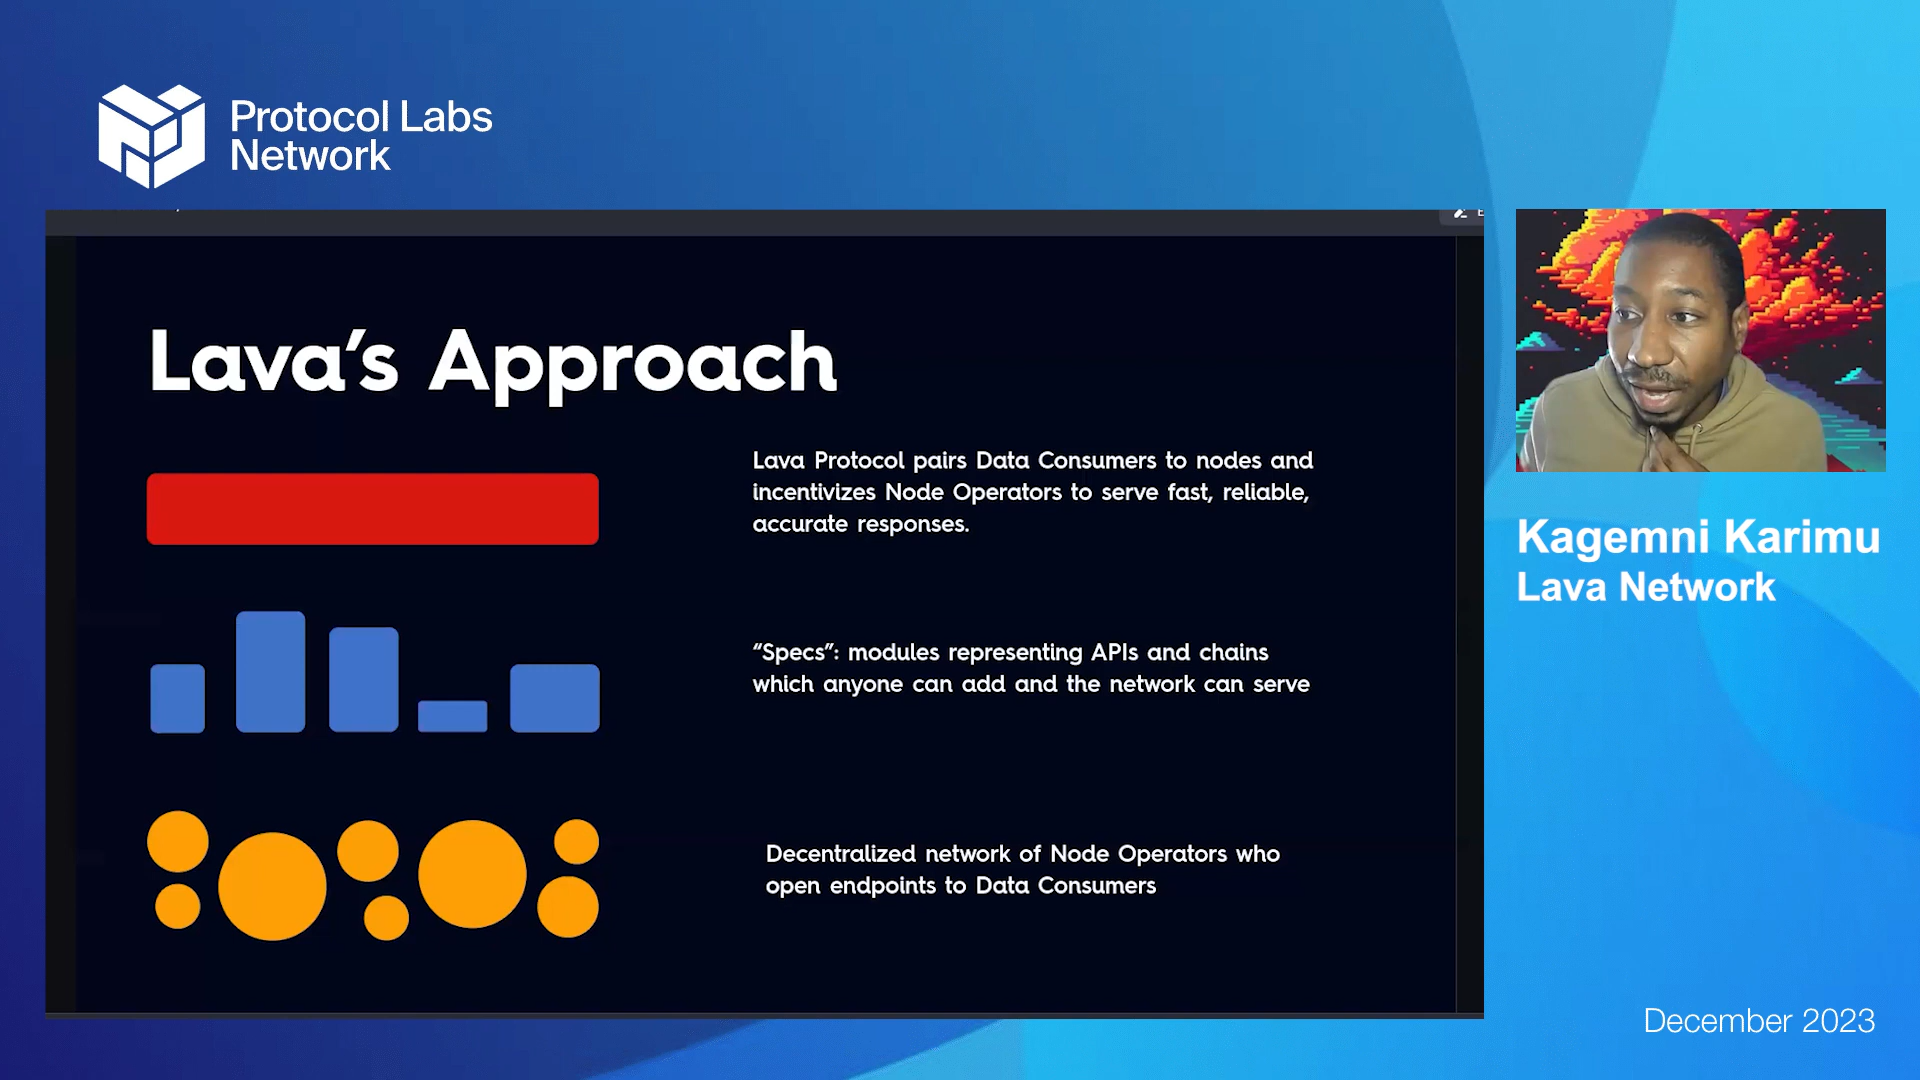 Protocol Labs
Network
Lava's Approach
Lava Protocol pairs Data Consumers to nodes and
incentivizes Node Operators to serve fast, reliable,
accurate responses.
“Specs”: modules representing APIs and chains
which anyone can add and the network can serve
Decentralized network of Node Operators who
open endpoints to Data Consumers
Kagemni Karimu
Lava Network
December 2023